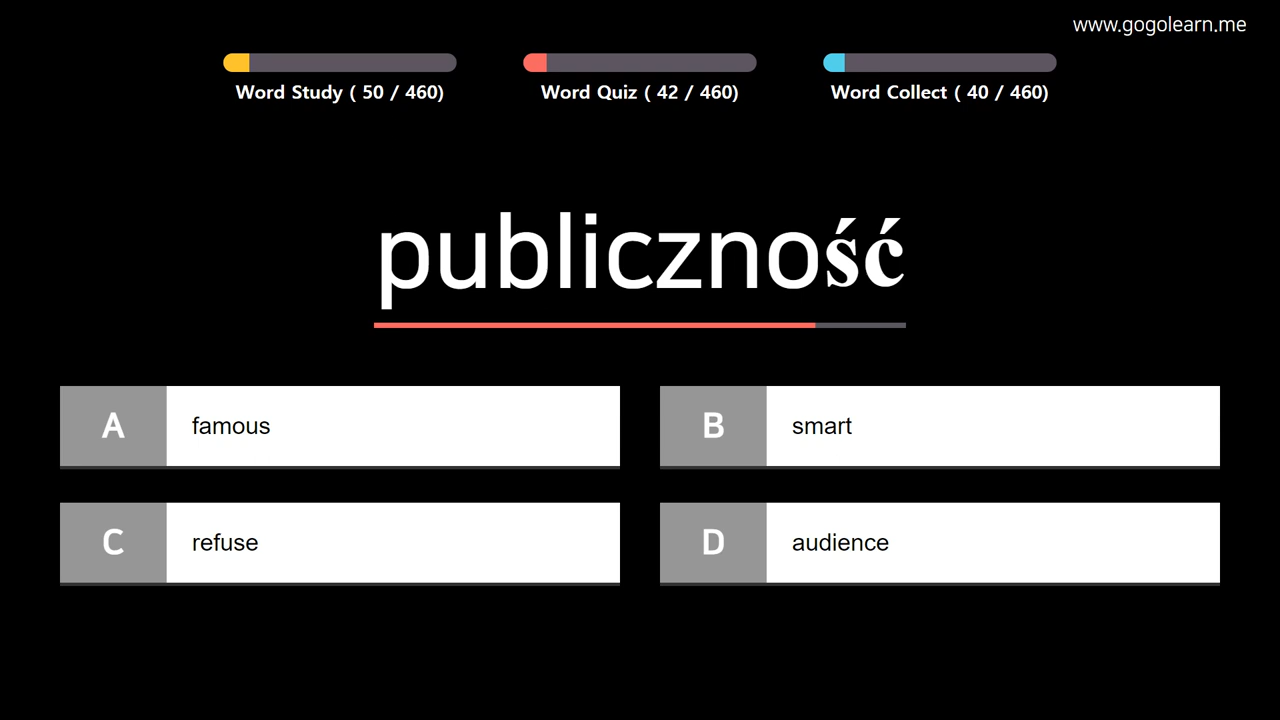 www.gogolearn.me
Word Study ( 50 / 460)
Word Quiz ( 42 / 460)
Word Collect ( 40 / 460)
publiczność
A famous
B smart
C refuse
D audience